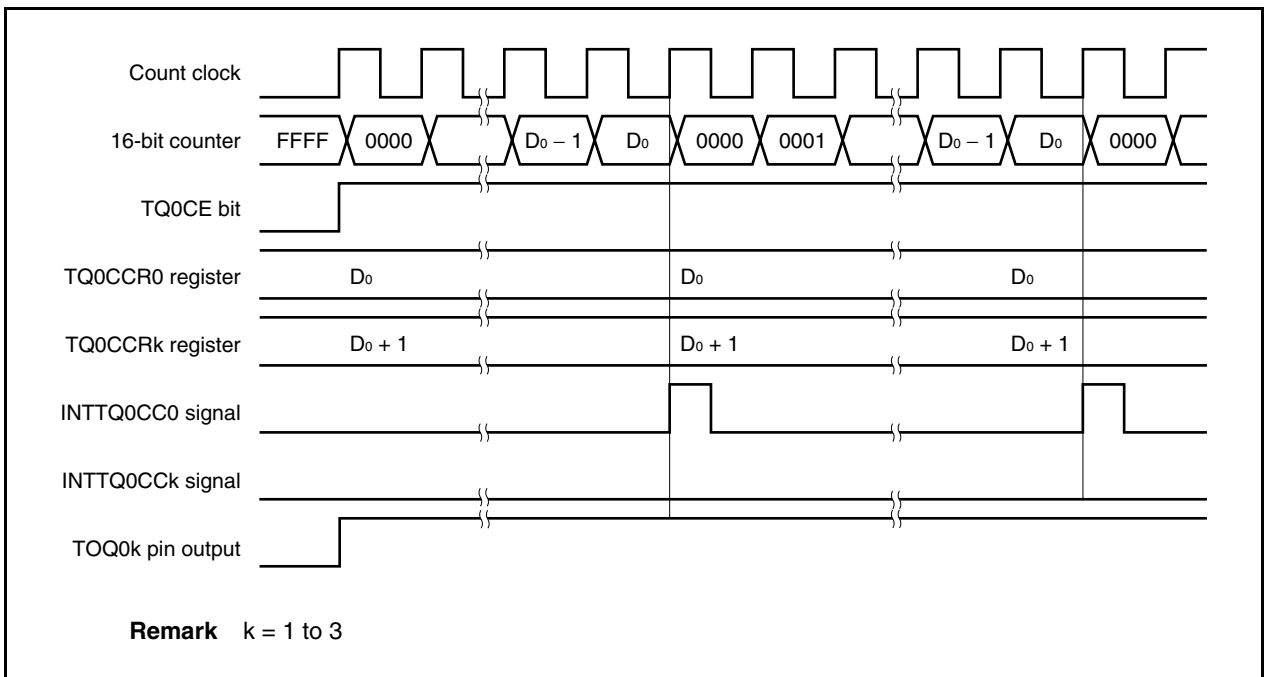 Count clock
16-bit counter FFFF 0000 D0 − 1 D0 0000 0001 D0 − 1 D0 0000
TQ0CE bit
TQ0CCR0 register D0 D0 D0
TQ0CCRk register D0 + 1 D0 + 1 D0 + 1
INTTQ0CC0 signal
INTTQ0CCk signal
TOQ0k pin output
Remark k = 1 to 3